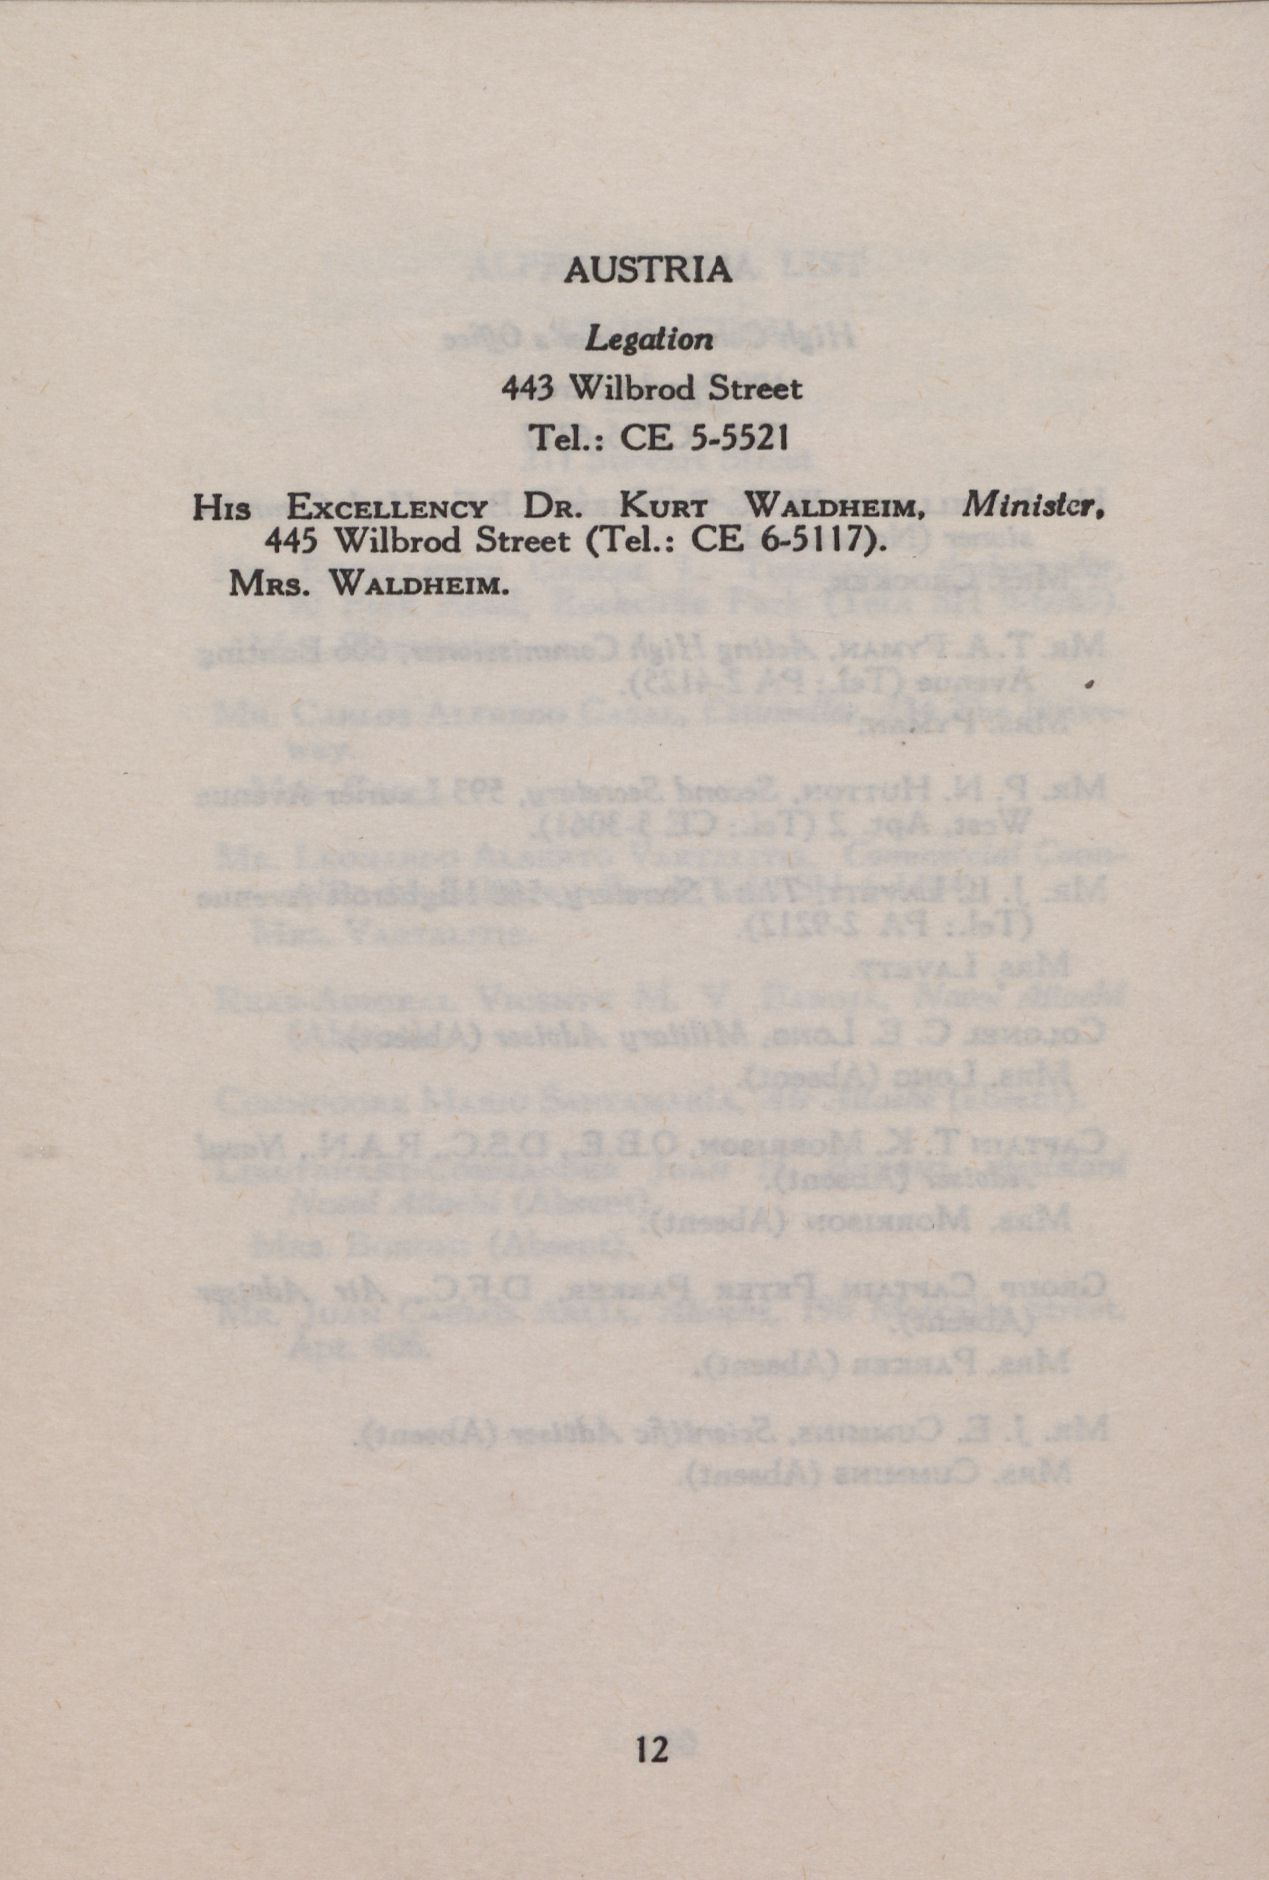 AUSTRIA
Legation
443 Wilbrod Street
Tel.: CE 5-5521
His Excellency Dr. Kurt Waldheim, Minister,
445 Wilbrod Street (Tel.: CE 6-5117).
Mrs. Waldheim.
12